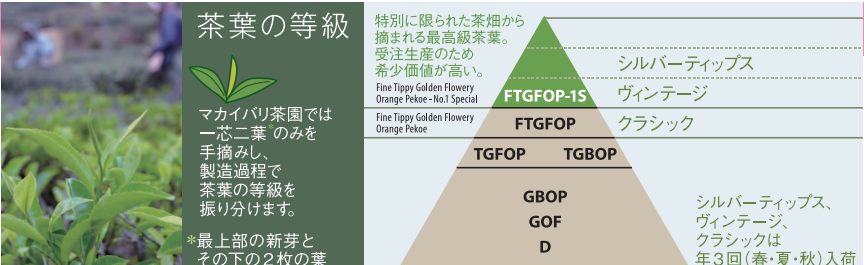 茶葉の等級
マカイバリ茶園では
一芯二葉*のみを
手摘みし、
製造過程で
茶葉の等級を
振り分けます。
*最上部の新芽と
その下の2枚の葉
特別に限られた茶畑から
摘まれる最高級茶葉。
受注生産のため
希少価値が高い。
Fine Tippy Golden Flowery
Orange Pekoe - No.1 Special
Fine Tippy Golden Flowery
Orange Pekoe
シルバーティップス
FTGFOP-1S ヴィンテージ
FTGFOP クラシック
TGFOP TGBOP
GBOP
GOF
D
シルバーティップス、
ヴィンテージ、
クラシックは
年3回(春・夏・秋)入荷